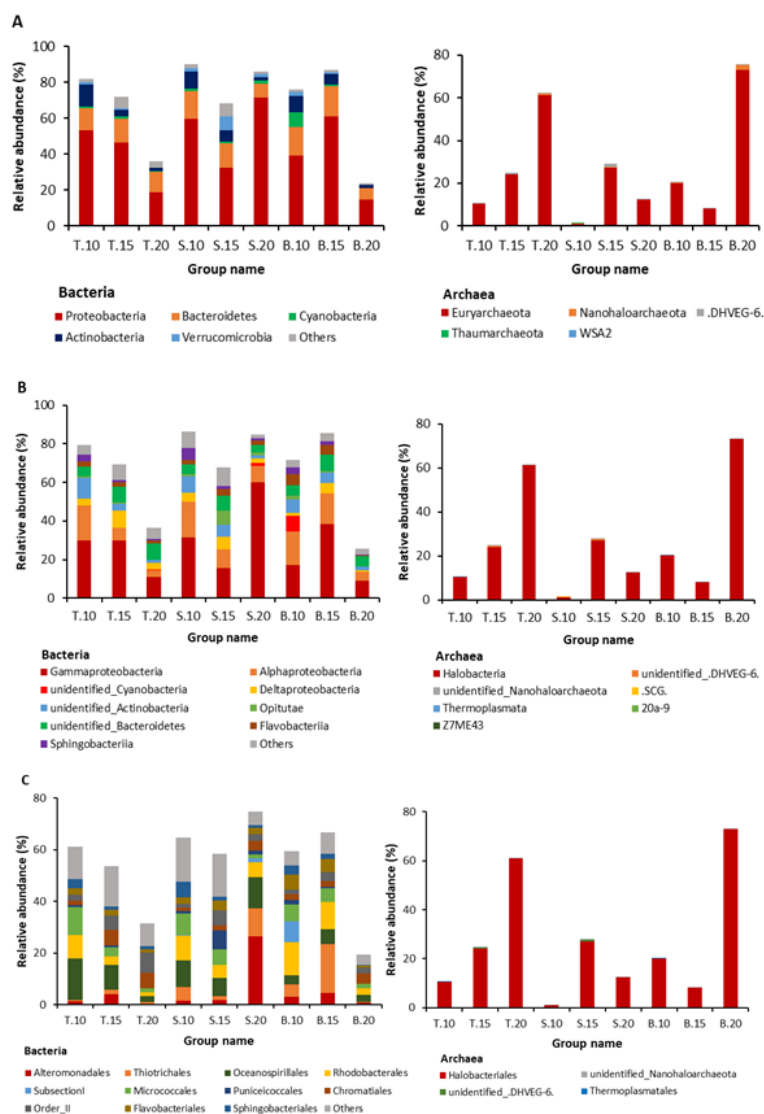 A
Relative abundance (%)
100
80
60
40
20
0
T.10 T.15 T.20 S.10 S.15 S.20 B.10 B.15 B.20
Group name
Bacteria
Proteobacteria Bacteroidetes Cyanobacteria
Actinobacteria Verrucomicrobia Others
Relative abundance (%)
80
60
40
20
0
T.10 T.15 T.20 S.10 S.15 S.20 B.10 B.15 B.20
Group name
Archaea
Euryarchaeota Nanohaloarchaeota .DHVEG-6.
Thaumarchaeota WSA2
B
Relative abundance (%)
100
80
60
40
20
0
T.10 T.15 T.20 S.10 S.15 S.20 B.10 B.15 B.20
Group name
Bacteria
Gammaproteobacteria Alphaproteobacteria
unidentified_Cyanobacteria Deltaproteobacteria
unidentified_Actinobacteria Opitutae
unidentified_Bacteroidetes Flavobacteriia
Sphingobacteriia Others
Relative abundance (%)
80
60
40
20
0
T.10 T.15 T.20 S.10 S.15 S.20 B.10 B.15 B.20
Group name
Archaea
Halobacteria unidentified_.DHVEG-6.
unidentified_Nanohaloarchaeota .SCG.
Thermoplasmata 20a-9
Z7ME43
C
Relative abundance (%)
80
60
40
20
0
T.10 T.15 T.20 S.10 S.15 S.20 B.10 B.15 B.20
Group name
Bacteria
Alteromonadales Thiotrichales Oceanospirillales Rhodobacterales
SubsectionI Micrococcales Puniceicoccales Chromatiales
Order_II Flavobacteriales Sphingobacteriales Others
Relative abundance (%)
80
60
40
20
0
T.10 T.15 T.20 S.10 S.15 S.20 B.10 B.15 B.20
Group name
Archaea
Halobacteriales unidentified_Nanohaloarchaeota
unidentified_.DHVEG-6. Thermoplasmatales